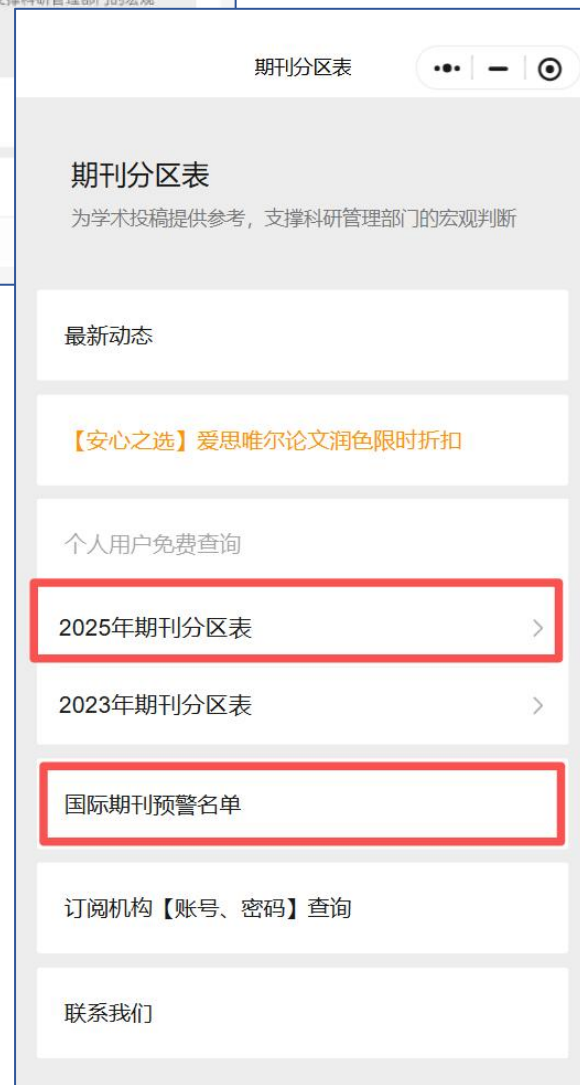 期刊分区表
期刊分区表
为学术投稿提供参考，支撑科研管理部门的宏观判断
最新动态
【安心之选】爱思唯尔论文润色限时折扣
个人用户免费查询
2025年期刊分区表
2023年期刊分区表
国际期刊预警名单
订阅机构【账号、密码】查询
联系我们